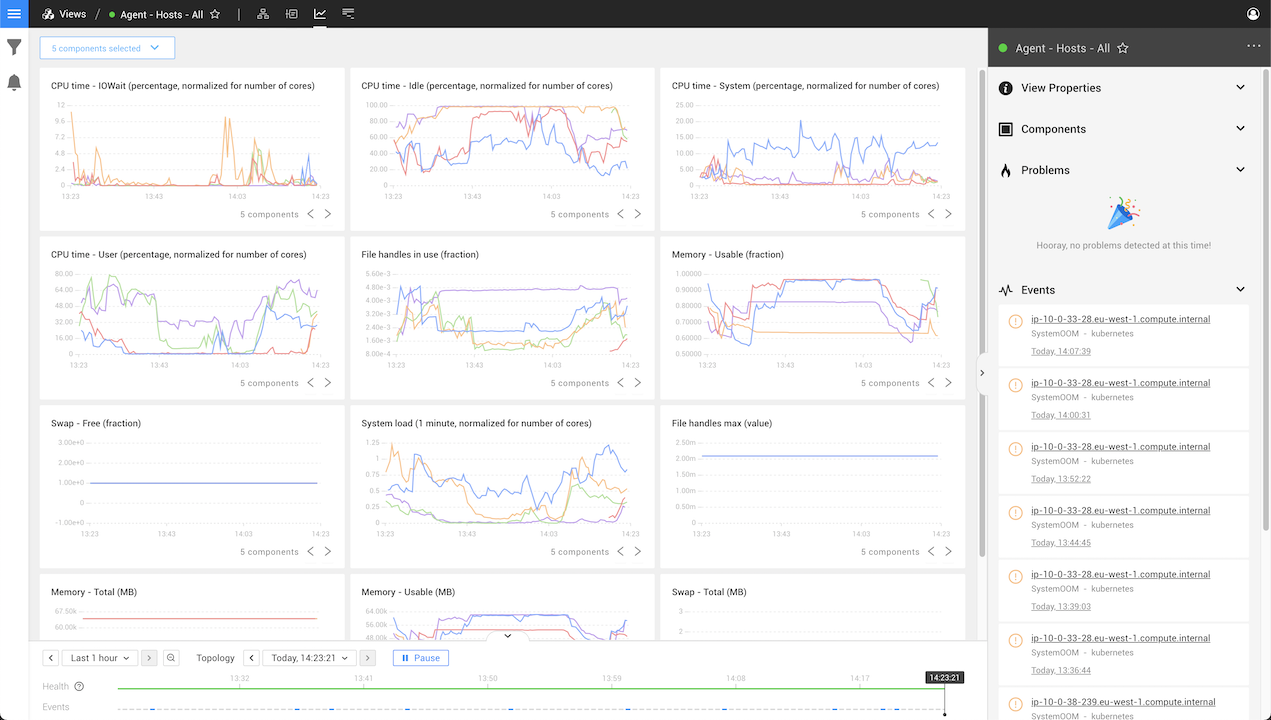 Views / Agent - Hosts - All
5 components selected
CPU time - IOWait (percentage, normalized for number of cores)
12
9.6
7.2
4.8
2.4
0
13:23 13:43 14:03 14:23
5 components
CPU time - Idle (percentage, normalized for number of cores)
100.00
80.00
60.00
40.00
20.00
0
13:23 13:43 14:03 14:23
5 components
CPU time - System (percentage, normalized for number of cores)
25.00
20.00
15.00
10.00
5.00
0
13:23 13:43 14:03 14:23
5 components
CPU time - User (percentage, normalized for number of cores)
80.00
64.00
48.00
32.00
16.00
0
13:23 13:43 14:03 14:23
5 components
File handles in use (fraction)
5.60e-3
4.80e-3
4.00e-3
3.20e-3
2.40e-3
1.60e-3
8.00e-4
13:23 13:43 14:03 14:23
5 components
Memory - Usable (fraction)
1.00000
0.90000
0.80000
0.70000
0.60000
0.50000
13:23 13:43 14:03 14:23
5 components
Swap - Free (fraction)
3.00e+0
2.00e+0
1.00e+0
0
-1.00e+0
13:23 13:43 14:03 14:23
5 components
System load (1 minute, normalized for number of cores)
1.25
1
0.75
0.5
0.25
0
13:23 13:43 14:03 14:23
5 components
File handles max (value)
2.50m
2.00m
1.50m
1.00m
0.50m
0
13:23 13:43 14:03 14:23
5 components
Memory - Total (MB)
67.50k
60.00k
Memory - Usable (MB)
64.00k
56.00k
48.00k
Swap - Total (MB)
3
2
Last 1 hour
Topology
Today, 14:23:21
Pause
13:32 13:41 13:50 13:59 14:08 14:17 14:23:21
Health
Events
Agent - Hosts - All
View Properties
Components
Problems
Hooray, no problems detected at this time!
Events
ip-10-0-33-28.eu-west-1.compute.internal
SystemOOM - kubernetes
Today, 14:07:39
ip-10-0-33-28.eu-west-1.compute.internal
SystemOOM - kubernetes
Today, 14:00:31
ip-10-0-33-28.eu-west-1.compute.internal
SystemOOM - kubernetes
Today, 13:52:22
ip-10-0-33-28.eu-west-1.compute.internal
SystemOOM - kubernetes
Today, 13:44:45
ip-10-0-33-28.eu-west-1.compute.internal
SystemOOM - kubernetes
Today, 13:39:03
ip-10-0-33-28.eu-west-1.compute.internal
SystemOOM - kubernetes
Today, 13:36:44
ip-10-0-38-239.eu-west-1.compute.internal
SystemOOM - kubernetes